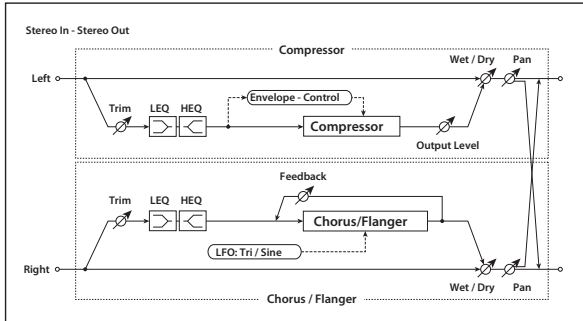 Stereo In - Stereo Out
Compressor
Wet / Dry
Pan
Left
Trim
LEQ
HEQ
Envelope - Control
Compressor
Output Level
Feedback
Trim
LEQ
HEQ
Chorus/Flanger
LFO: Tri / Sine
Right
Wet / Dry
Pan
Chorus / Flanger